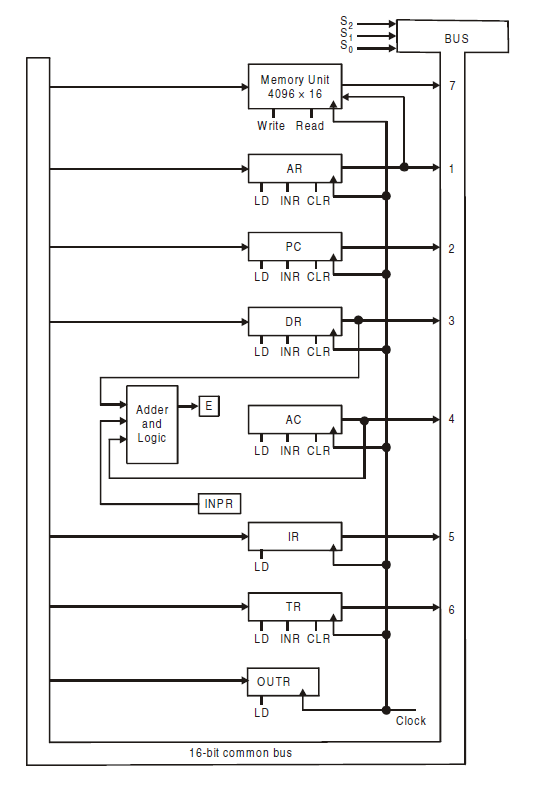 S2
S1
S0
BUS
Memory Unit
4096 × 16
7
Write Read
AR
1
LD INR CLR
PC
2
LD INR CLR
DR
3
LD INR CLR
Adder
and
Logic
E
AC
4
LD INR CLR
INPR
IR
5
LD
TR
6
LD INR CLR
OUTR
LD
Clock
16-bit common bus